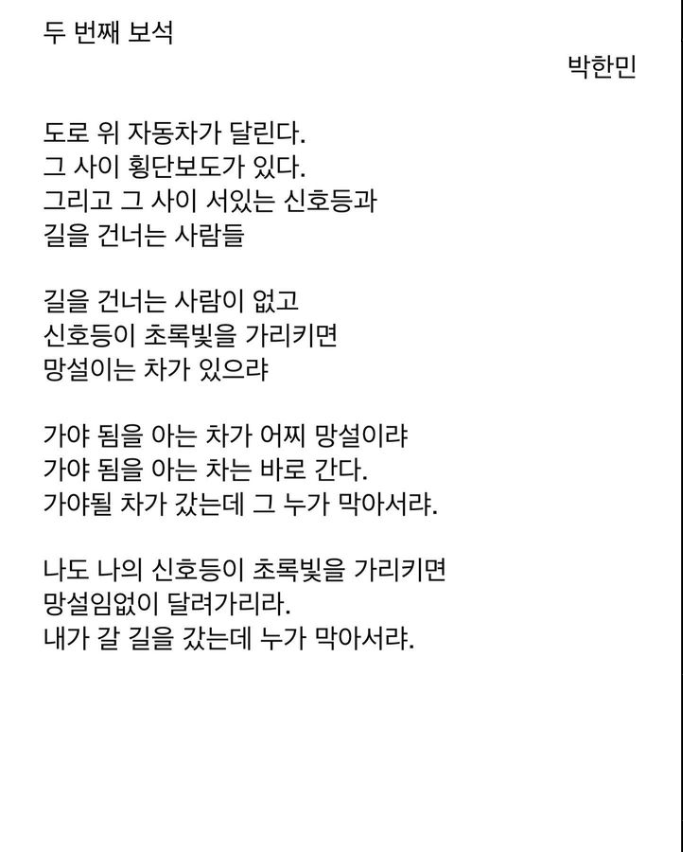 두 번째 보석
박한민
도로 위 자동차가 달린다.
그 사이 횡단보도가 있다.
그리고 그 사이 서있는 신호등과
길을 건너는 사람들
길을 건너는 사람이 없고
신호등이 초록빛을 가리키면
망설이는 차가 있으랴
가야 됨을 아는 차가 어찌 망설이랴
가야 됨을 아는 차는 바로 간다.
가야될 차가 갔는데 그 누가 막아서랴.
나도 나의 신호등이 초록빛을 가리키면
망설임없이 달려가리라.
내가 갈 길을 갔는데 누가 막아서랴.